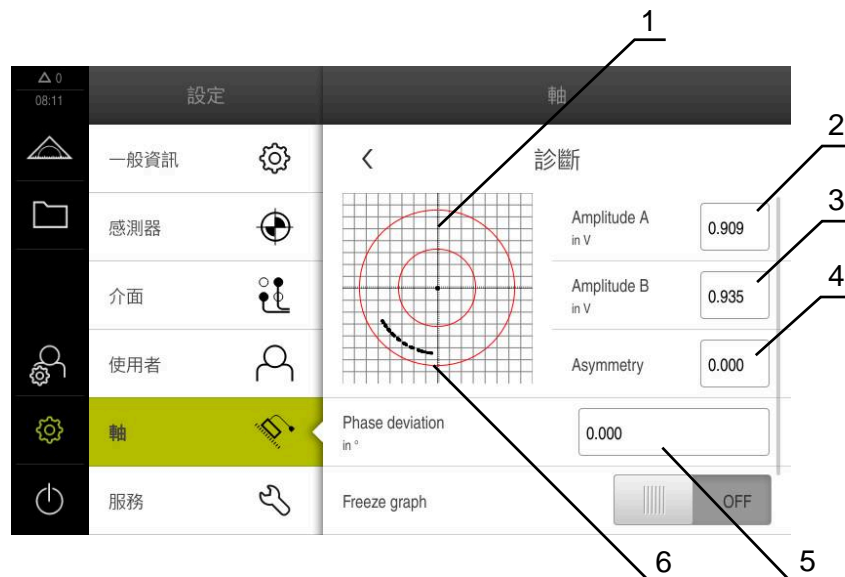 1
0
08:11
設定
軸
一般資訊
診斷
2
感測器
Amplitude A
in V
0.909
3
介面
Amplitude B
in V
0.935
4
使用者
Asymmetry
0.000
軸
Phase deviation
in °
0.000
服務
Freeze graph
OFF
6
5